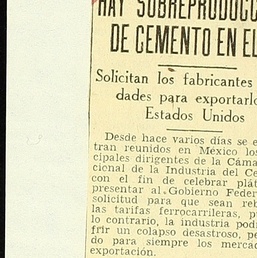 HAY SOBREPRODUCC
DE CEMENTO EN EL
Solicitan los fabricantes
dades para exportarlo
Estados Unidos
Desde hace varios días se e
tran reunidos en México los
cipales dirigentes de la Cáma
cional de la Industria del Ce
con el fin de celebrar plát
presentar al Gobierno Feder
solicitud para que sean reb
las tarifas ferrocarrileras, p
lo contrario, la industria podr
frir un colapso desastroso, pe
do para siempre los mercad
exportación.